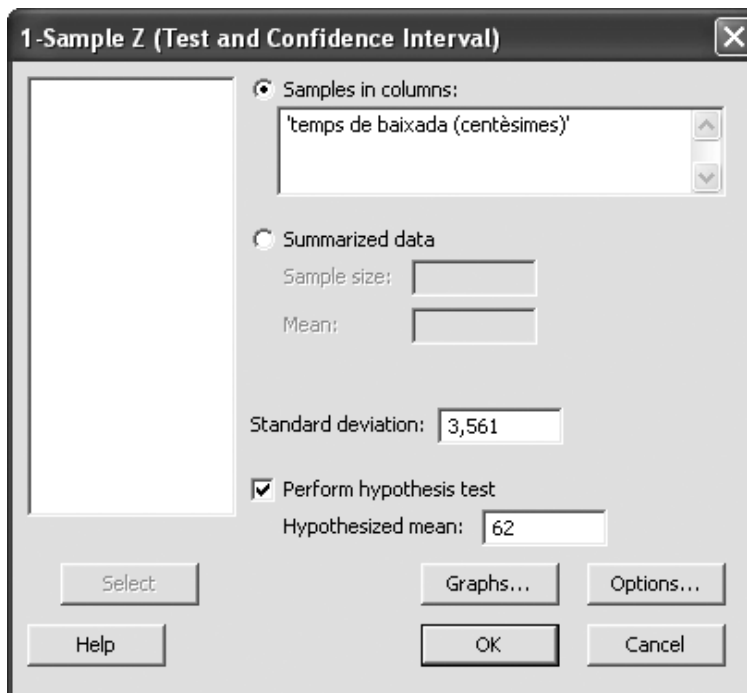 1-Sample Z (Test and Confidence Interval)
Samples in columns:
'temps de baixada (centèsimes)'
Summarized data
Sample size:
Mean:
Standard deviation: 3,561
Perform hypothesis test
Hypothesized mean: 62
Select Graphs... Options...
Help OK Cancel